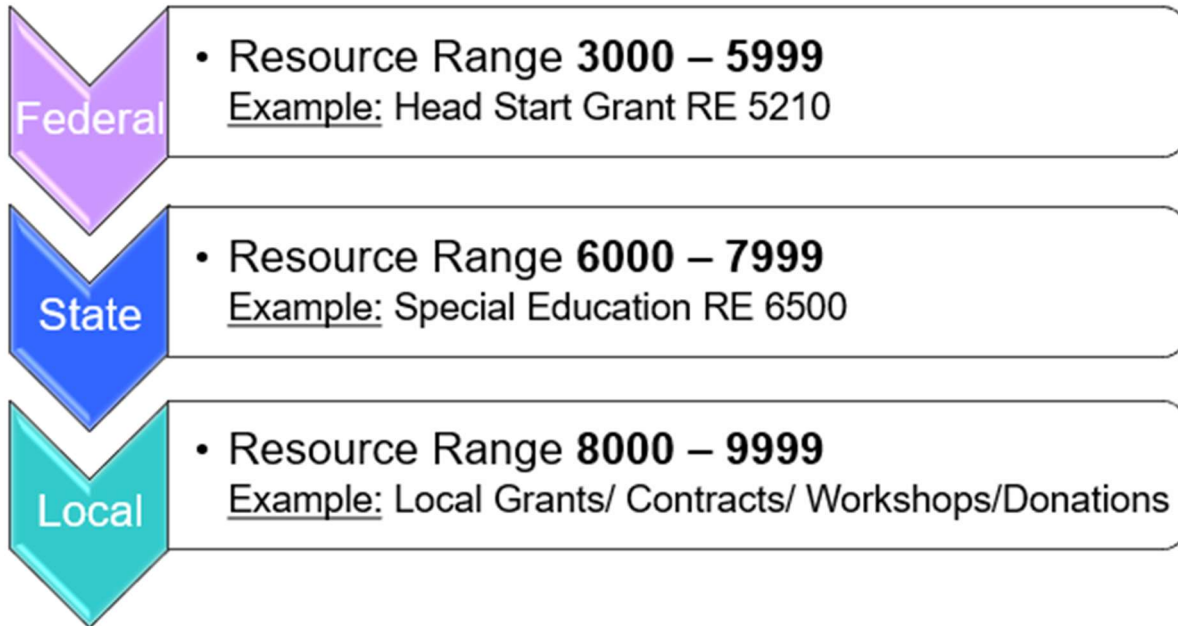 Federal
• Resource Range 3000 – 5999
Example: Head Start Grant RE 5210
State
• Resource Range 6000 – 7999
Example: Special Education RE 6500
Local
• Resource Range 8000 – 9999
Example: Local Grants/ Contracts/ Workshops/Donations